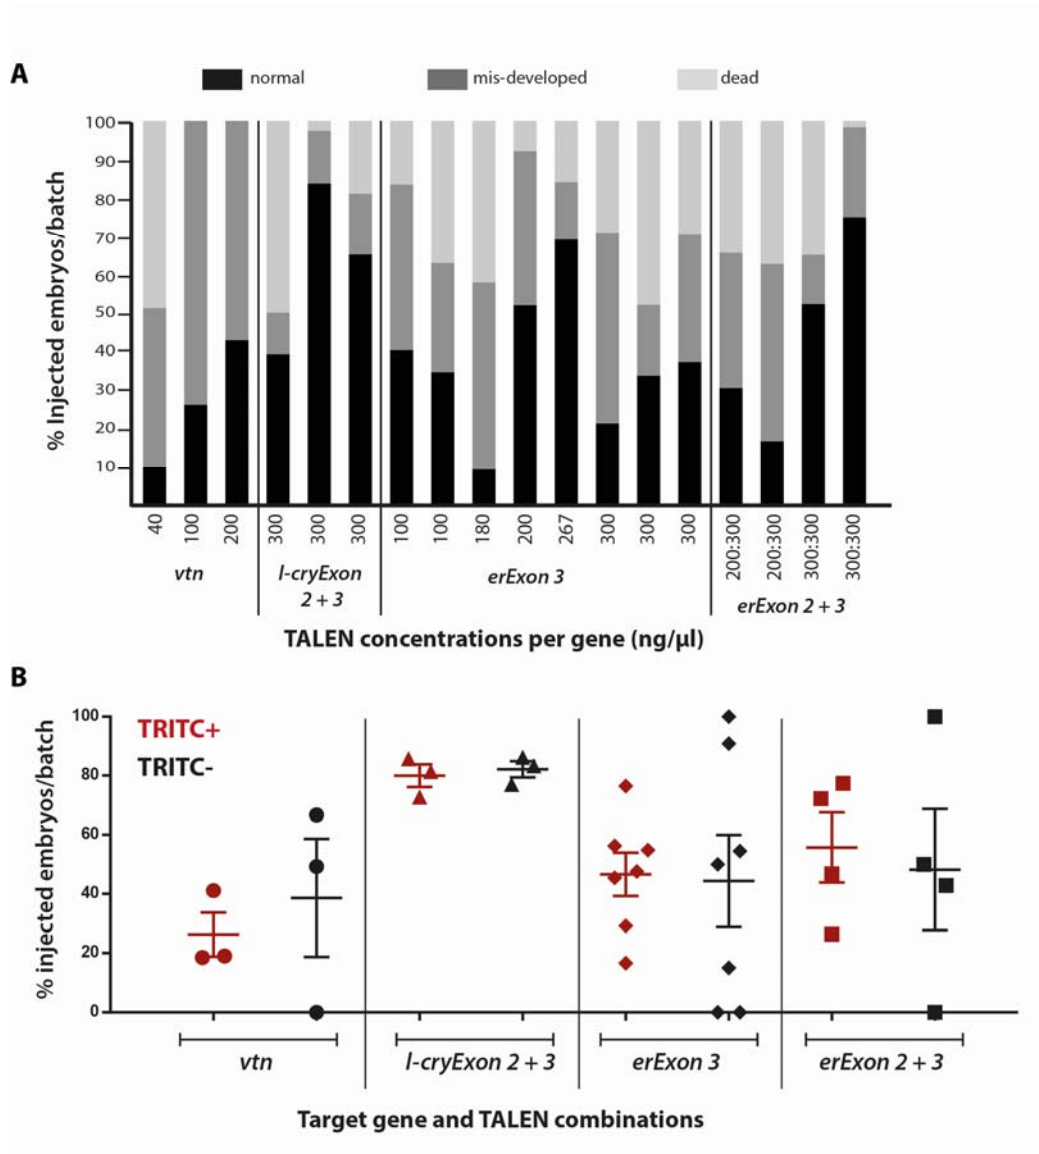 A
normal mis-developed dead
100
90
80
70
60
50
40
30
20
10
% Injected embryos/batch
40 100 200 300 300 300 100 100 180 200 267 300 300 300 200:300 200:300 300:300 300:300
vtn l-cryExon erExon 3 erExon 2 + 3
2 + 3
TALEN concentrations per gene (ng/µl)
B
TRITC+
TRITC-
100
80
60
40
20
0
% injected embryos/batch
vtn l-cryExon 2 + 3 erExon 3 erExon 2 + 3
Target gene and TALEN combinations